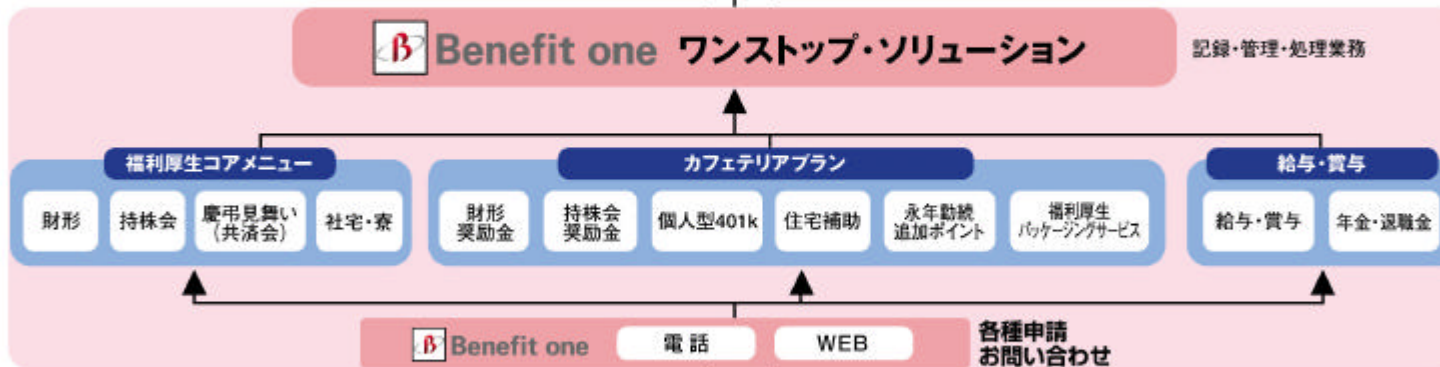 Benefit one ワンストップ・ソリューション
記録・管理・処理業務
福利厚生コアメニュー
カフェテリアプラン
給与・賞与
財形
持株会
慶弔見舞い
(共済会)
社宅・寮
財形
奨励金
持株会
奨励金
個人型401k
住宅補助
永年勤続
追加ポイント
福利厚生
パッケージングサービス
給与・賞与
年金・退職金
Benefit one
電話
WEB
各種申請
お問い合わせ